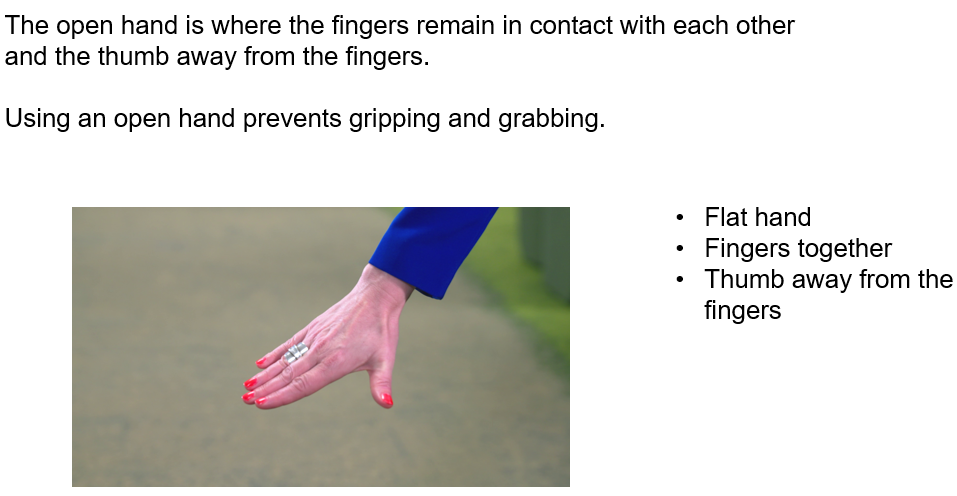 The open hand is where the fingers remain in contact with each other
and the thumb away from the fingers.
Using an open hand prevents gripping and grabbing.
• Flat hand
• Fingers together
• Thumb away from the
fingers